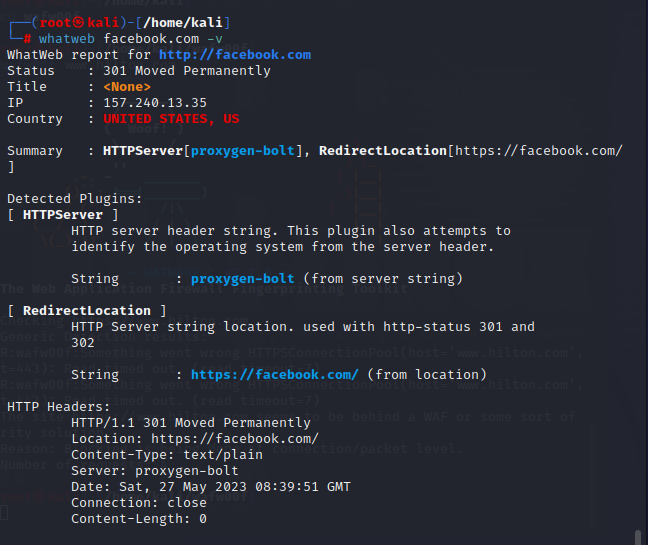 (root㉿kali)-[/home/kali]
# whatweb facebook.com -v
WhatWeb report for http://facebook.com
Status    : 301 Moved Permanently
Title     : <None>
IP        : 157.240.13.35
Country   : UNITED STATES, US
Summary   : HTTPServer[proxygen-bolt], RedirectLocation[https://facebook.com/
]
Detected Plugins:
[ HTTPServer ]
HTTP server header string. This plugin also attempts to
identify the operating system from the server header.
String       : proxygen-bolt (from server string)
[ RedirectLocation ]
HTTP Server string location. used with http-status 301 and
302
String       : https://facebook.com/ (from location)
HTTP Headers:
HTTP/1.1 301 Moved Permanently
Location: https://facebook.com/
Content-Type: text/plain
Server: proxygen-bolt
Date: Sat, 27 May 2023 08:39:51 GMT
Connection: close
Content-Length: 0